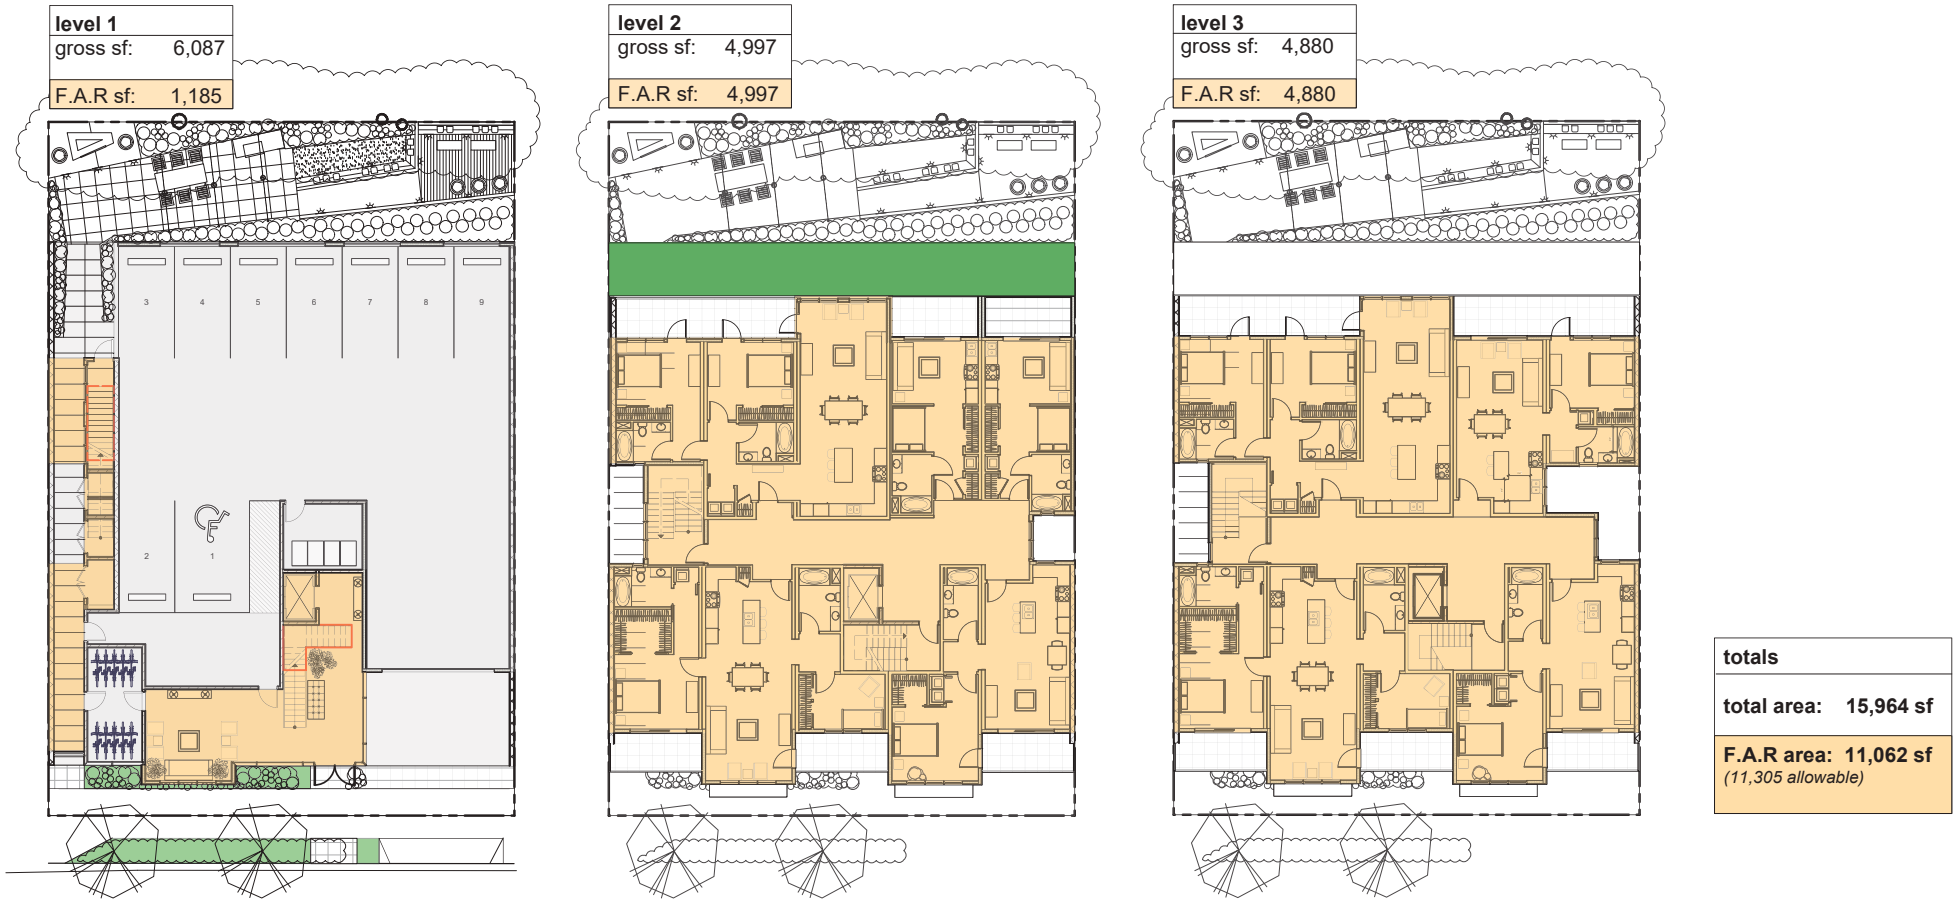 level 1
gross sf: 6,087
F.A.R sf: 1,185
level 2
gross sf: 4,997
F.A.R sf: 4,997
level 3
gross sf: 4,880
F.A.R sf: 4,880
3 4 5 6 7 8 9
2 1
totals
total area: 15,964 sf
F.A.R area: 11,062 sf
(11,305 allowable)